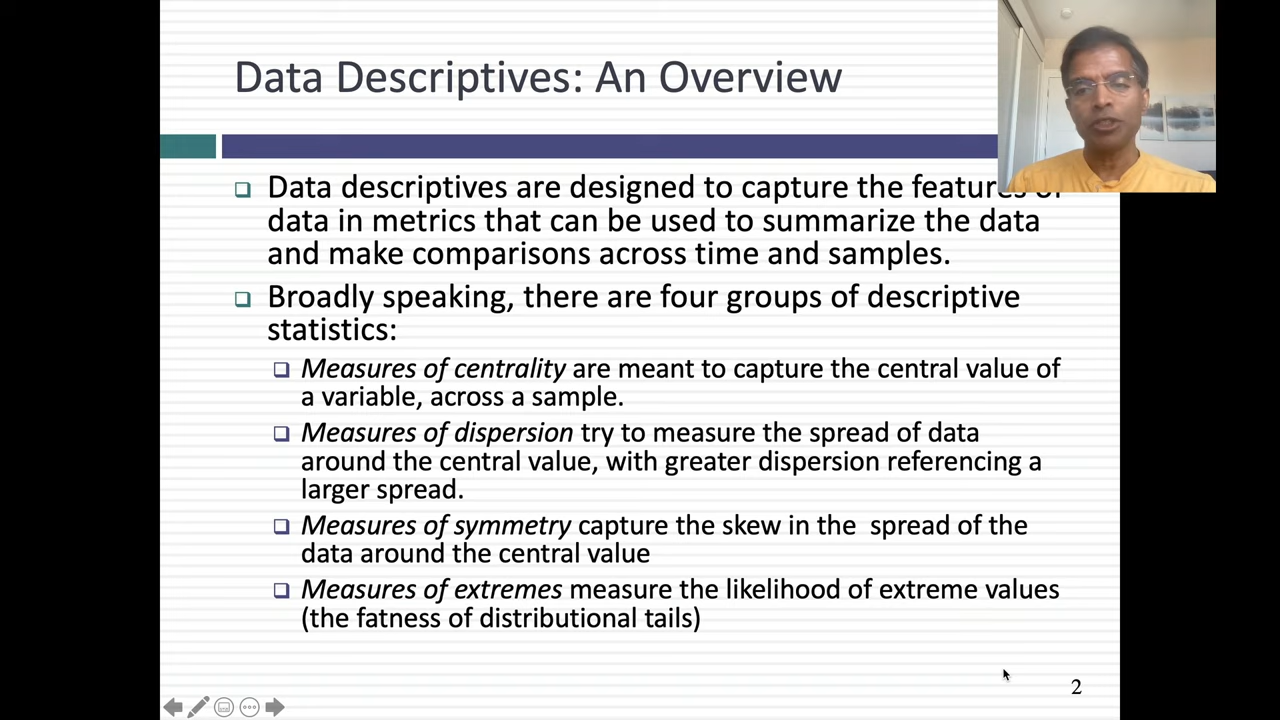 Data Descriptives: An Overview
Data descriptives are designed to capture the features of
data in metrics that can be used to summarize the data
and make comparisons across time and samples.
Broadly speaking, there are four groups of descriptive
statistics:
Measures of centrality are meant to capture the central value of
a variable, across a sample.
Measures of dispersion try to measure the spread of data
around the central value, with greater dispersion referencing a
larger spread.
Measures of symmetry capture the skew in the  spread of the
data around the central value
Measures of extremes measure the likelihood of extreme values
(the fatness of distributional tails)
2